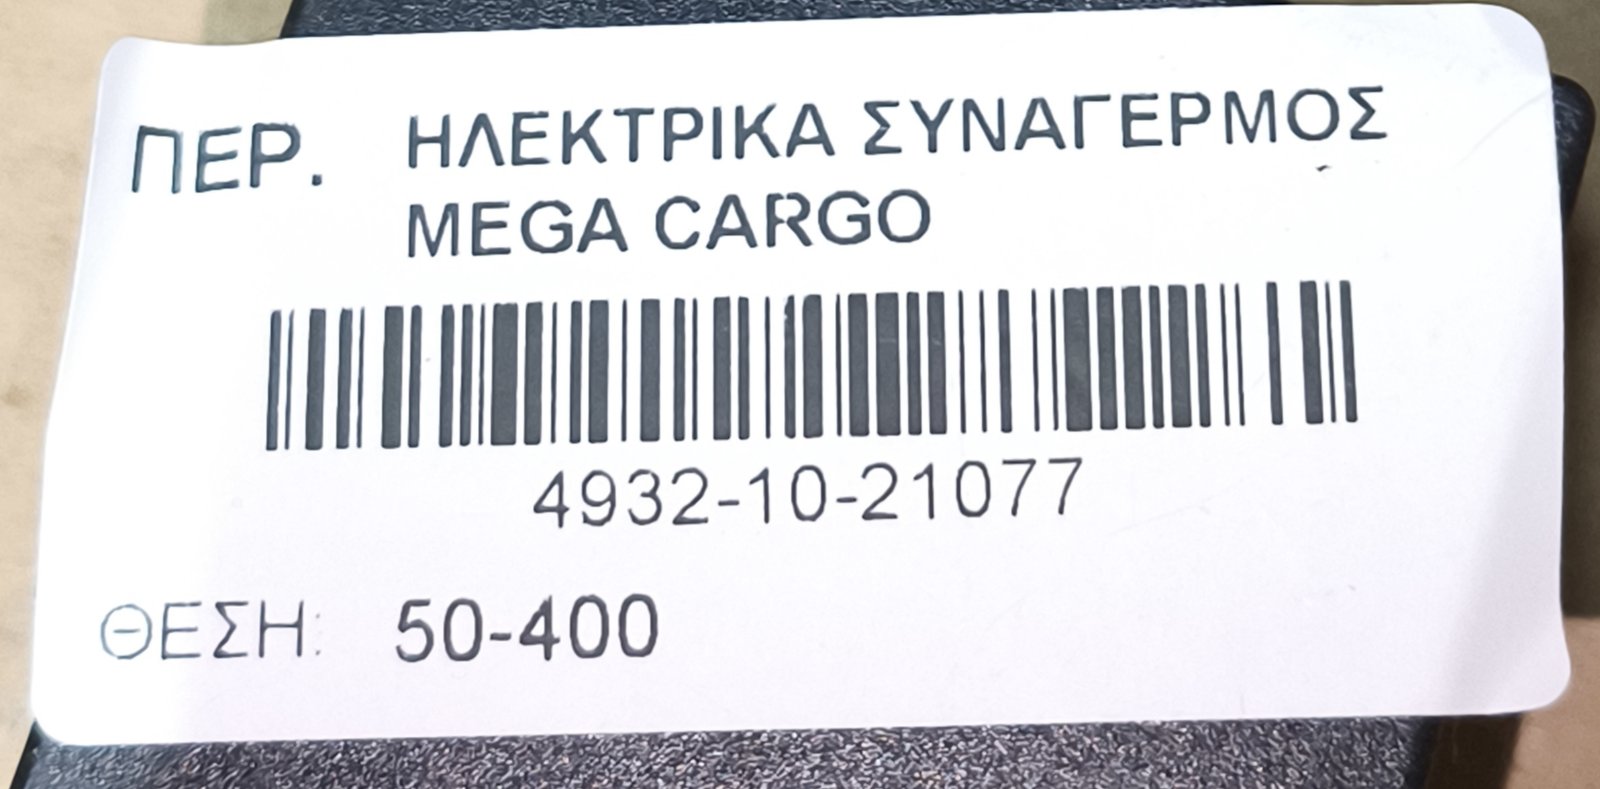 ΠΕΡ. ΗΛΕΚΤΡΙΚΑ ΣΥΝΑΓΕΡΜΟΣ
MEGA CARGO
4932-10-21077
ΘΕΣΗ: 50-400